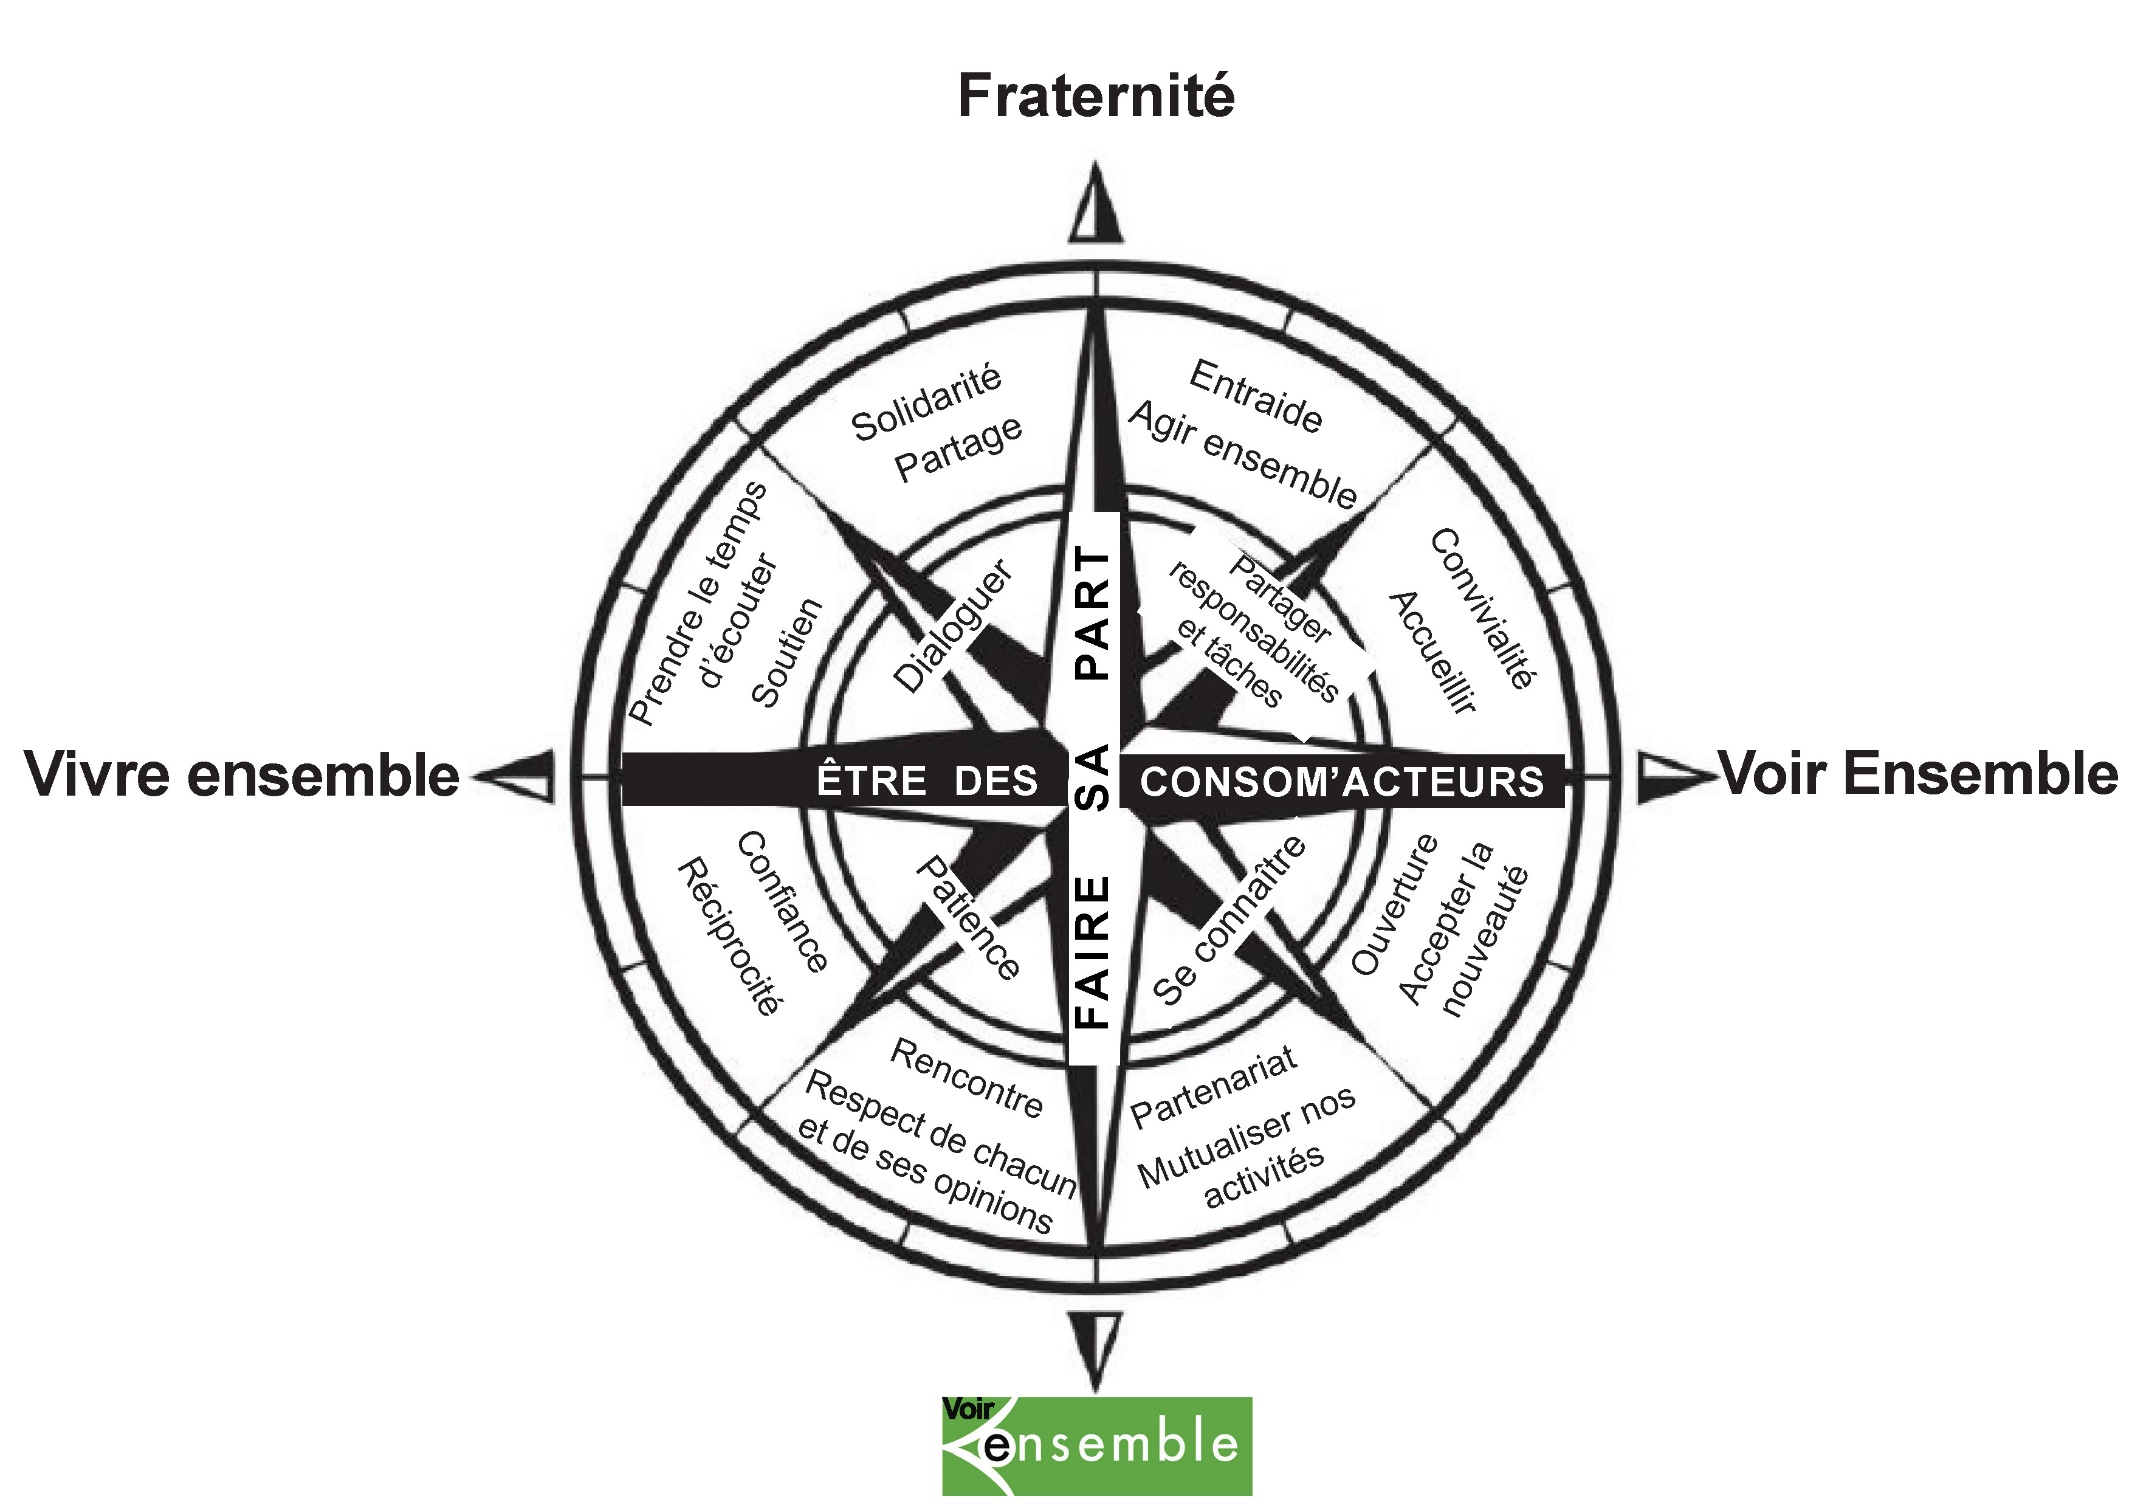 Fraternité
Solidarité
Partage
Entraide
Agir ensemble
Prendre le temps
d'écouter
Soutien
Dialoguer
Partager
responsabilités
et tâches
Convivialité
Accueillir
Vivre ensemble
ÊTRE DES
CONSOM'ACTEURS
Voir Ensemble
FAIRE SA PART
Réciprocité
Confiance
Patience
Se connaître
Ouverture
Accepter la
nouveauté
Rencontre
Respect de chacun
et de ses opinions
Partenariat
Mutualiser nos
activités
Voir
ensemble